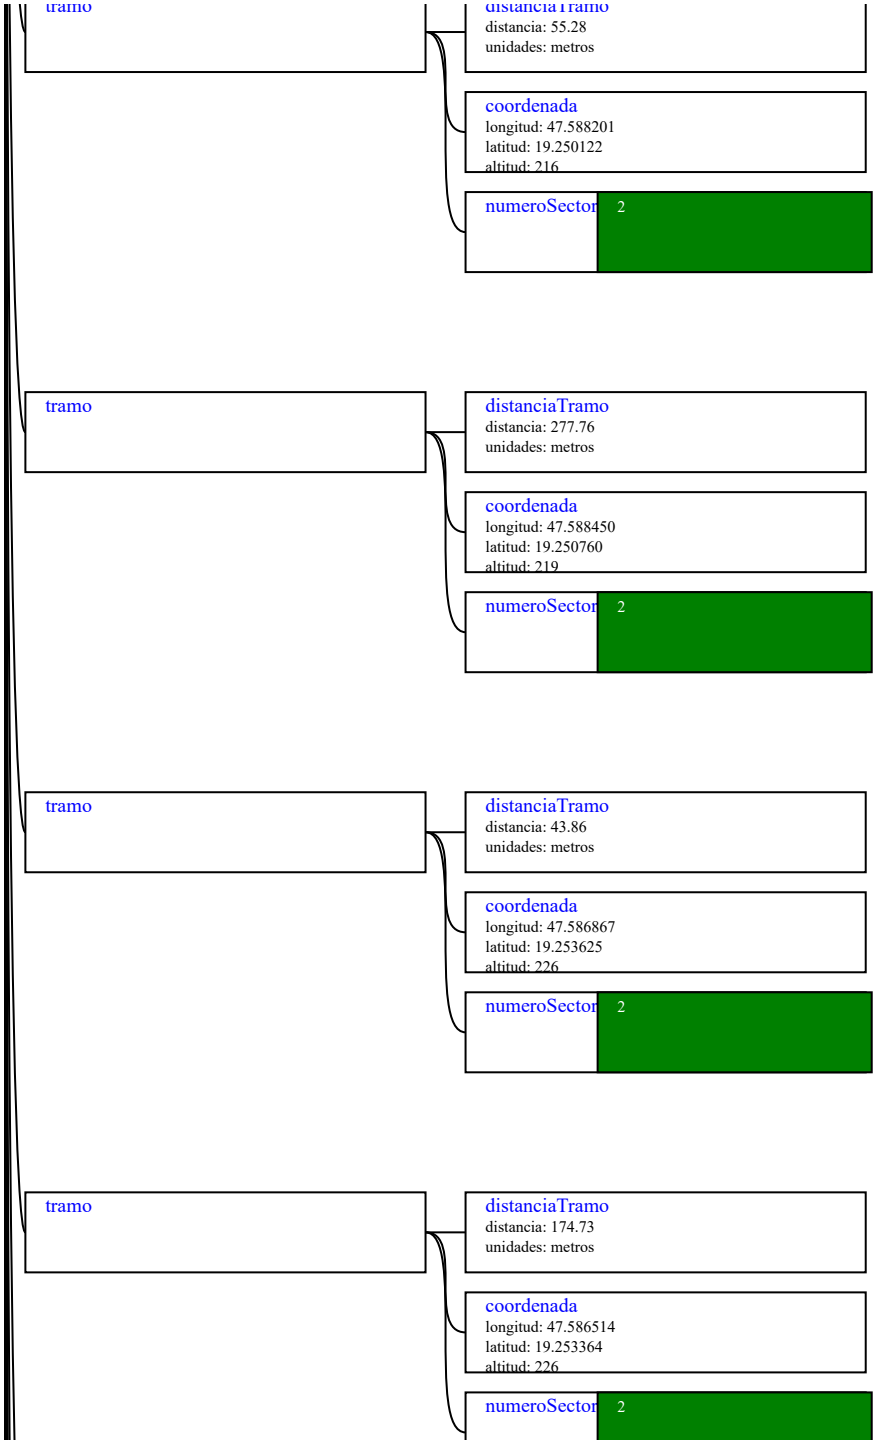 tramo
distanciaTramo
distancia: 55.28
unidades: metros
coordenada
longitud: 47.588201
latitud: 19.250122
altitud: 216
numeroSector 2
tramo
distanciaTramo
distancia: 277.76
unidades: metros
coordenada
longitud: 47.588450
latitud: 19.250760
altitud: 219
numeroSector 2
tramo
distanciaTramo
distancia: 43.86
unidades: metros
coordenada
longitud: 47.586867
latitud: 19.253625
altitud: 226
numeroSector 2
tramo
distanciaTramo
distancia: 174.73
unidades: metros
coordenada
longitud: 47.586514
latitud: 19.253364
altitud: 226
numeroSector 2